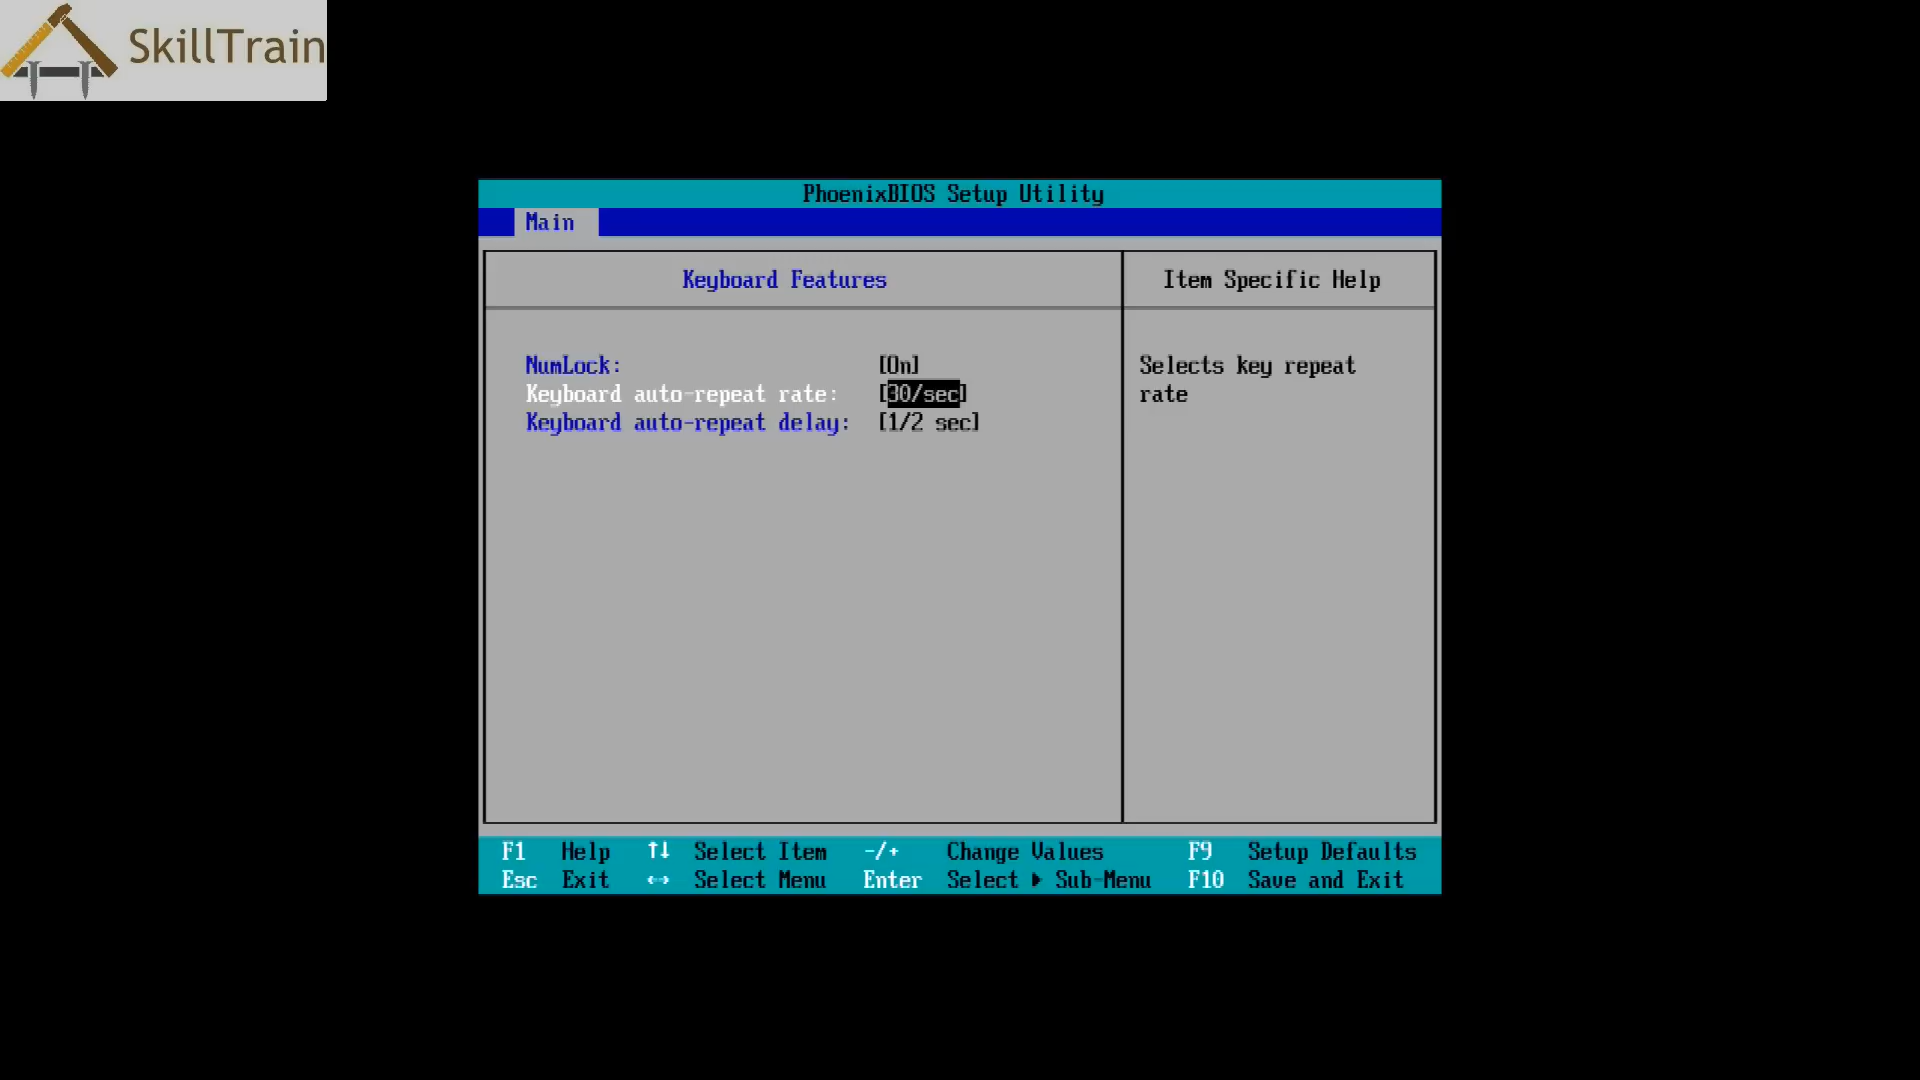 SkillTrain
PhoenixBIOS Setup Utility
Main
Keyboard Features
Item Specific Help
NumLock: [On]
Keyboard auto-repeat rate: [30/sec]
Keyboard auto-repeat delay: [1/2 sec]
Selects key repeat
rate
F1 Help ↑↓ Select Item -/+ Change Values F9 Setup Defaults
Esc Exit ↔ Select Menu Enter Select ▶ Sub-Menu F10 Save and Exit